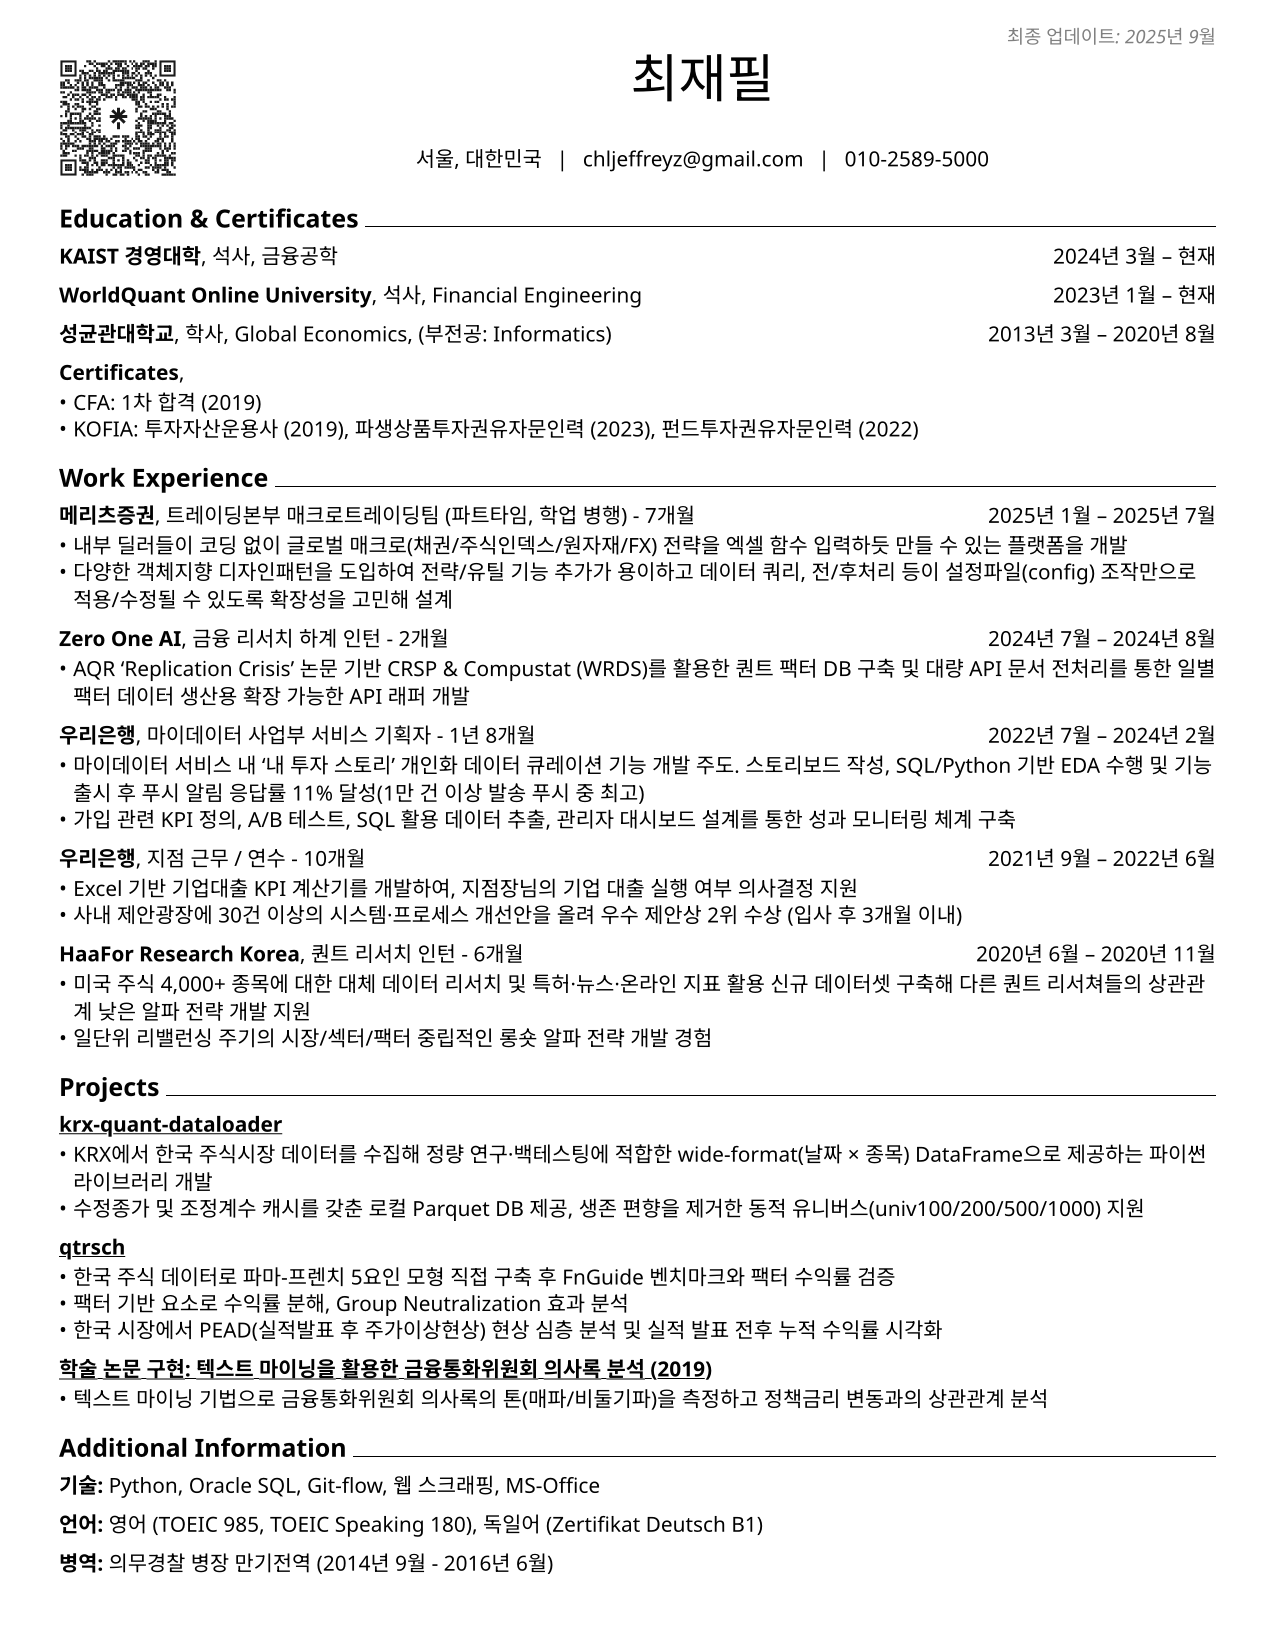 최종 업데이트: 2025년 9월
최재필
서울, 대한민국 | chljeffreyz@gmail.com | 010-2589-5000
Education & Certificates
KAIST 경영대학, 석사, 금융공학 2024년 3월 – 현재
WorldQuant Online University, 석사, Financial Engineering 2023년 1월 – 현재
성균관대학교, 학사, Global Economics, (부전공: Informatics) 2013년 3월 – 2020년 8월
Certificates,
• CFA: 1차 합격 (2019)
• KOFIA: 투자자산운용사 (2019), 파생상품투자권유자문인력 (2023), 펀드투자권유자문인력 (2022)
Work Experience
메리츠증권, 트레이딩본부 매크로트레이딩팀 (파트타임, 학업 병행) - 7개월 2025년 1월 – 2025년 7월
• 내부 딜러들이 코딩 없이 글로벌 매크로(채권/주식인덱스/원자재/FX) 전략을 엑셀 함수 입력하듯 만들 수 있는 플랫폼을 개발
• 다양한 객체지향 디자인패턴을 도입하여 전략/유틸 기능 추가가 용이하고 데이터 쿼리, 전/후처리 등이 설정파일(config) 조작만으로
적용/수정될 수 있도록 확장성을 고민해 설계
Zero One AI, 금융 리서치 하계 인턴 - 2개월 2024년 7월 – 2024년 8월
• AQR ‘Replication Crisis’ 논문 기반 CRSP & Compustat (WRDS)를 활용한 퀀트 팩터 DB 구축 및 대량 API 문서 전처리를 통한 일별
팩터 데이터 생산용 확장 가능한 API 래퍼 개발
우리은행, 마이데이터 사업부 서비스 기획자 - 1년 8개월 2022년 7월 – 2024년 2월
• 마이데이터 서비스 내 ‘내 투자 스토리’ 개인화 데이터 큐레이션 기능 개발 주도. 스토리보드 작성, SQL/Python 기반 EDA 수행 및 기능
출시 후 푸시 알림 응답률 11% 달성(1만 건 이상 발송 푸시 중 최고)
• 가입 관련 KPI 정의, A/B 테스트, SQL 활용 데이터 추출, 관리자 대시보드 설계를 통한 성과 모니터링 체계 구축
우리은행, 지점 근무 / 연수 - 10개월 2021년 9월 – 2022년 6월
• Excel 기반 기업대출 KPI 계산기를 개발하여, 지점장님의 기업 대출 실행 여부 의사결정 지원
• 사내 제안광장에 30건 이상의 시스템·프로세스 개선안을 올려 우수 제안상 2위 수상 (입사 후 3개월 이내)
HaaFor Research Korea, 퀀트 리서치 인턴 - 6개월 2020년 6월 – 2020년 11월
• 미국 주식 4,000+ 종목에 대한 대체 데이터 리서치 및 특허·뉴스·온라인 지표 활용 신규 데이터셋 구축해 다른 퀀트 리서쳐들의 상관관
계 낮은 알파 전략 개발 지원
• 일단위 리밸런싱 주기의 시장/섹터/팩터 중립적인 롱숏 알파 전략 개발 경험
Projects
krx-quant-dataloader
• KRX에서 한국 주식시장 데이터를 수집해 정량 연구·백테스팅에 적합한 wide-format(날짜 × 종목) DataFrame으로 제공하는 파이썬
라이브러리 개발
• 수정종가 및 조정계수 캐시를 갖춘 로컬 Parquet DB 제공, 생존 편향을 제거한 동적 유니버스(univ100/200/500/1000) 지원
qtrsch
• 한국 주식 데이터로 파마-프렌치 5요인 모형 직접 구축 후 FnGuide 벤치마크와 팩터 수익률 검증
• 팩터 기반 요소로 수익률 분해, Group Neutralization 효과 분석
• 한국 시장에서 PEAD(실적발표 후 주가이상현상) 현상 심층 분석 및 실적 발표 전후 누적 수익률 시각화
학술 논문 구현: 텍스트 마이닝을 활용한 금융통화위원회 의사록 분석 (2019)
• 텍스트 마이닝 기법으로 금융통화위원회 의사록의 톤(매파/비둘기파)을 측정하고 정책금리 변동과의 상관관계 분석
Additional Information
기술: Python, Oracle SQL, Git-flow, 웹 스크래핑, MS-Office
언어: 영어 (TOEIC 985, TOEIC Speaking 180), 독일어 (Zertifikat Deutsch B1)
병역: 의무경찰 병장 만기전역 (2014년 9월 - 2016년 6월)